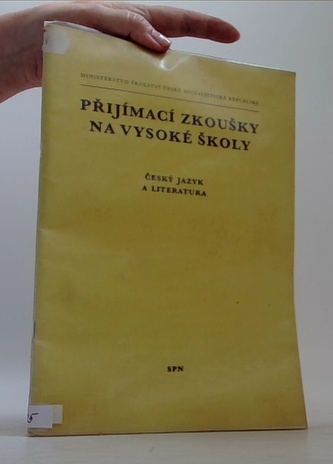 MINISTERSTVO ŠKOLSTVÍ ČESKÉ SOCIALISTICKÉ REPUBLIKY
PŘIJÍMACÍ ZKOUŠKY
NA VYSOKÉ ŠKOLY
ČESKÝ JAZYK
A LITERATURA
SPN